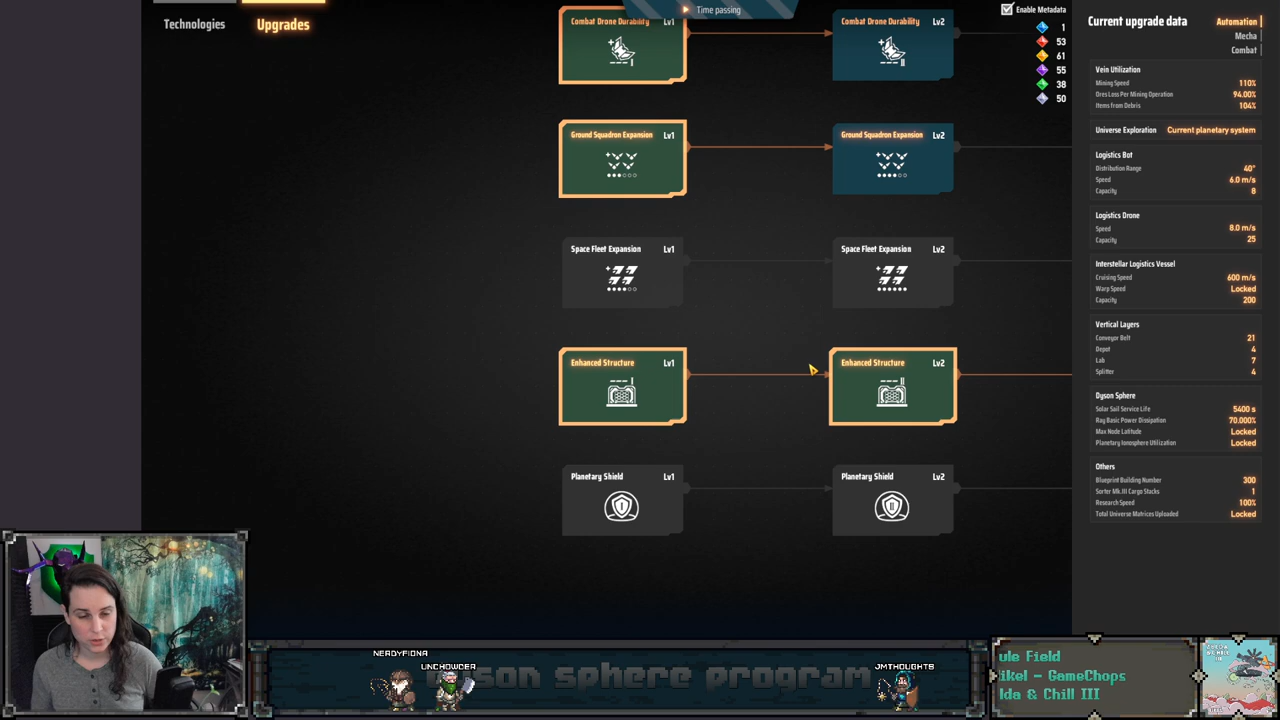 Technologies
Upgrades
Time passing
Enable Metadata
1
53
61
55
38
50
Combat Drone Durability Lv1
Combat Drone Durability Lv2
Ground Squadron Expansion Lv1
Ground Squadron Expansion Lv2
Space Fleet Expansion Lv1
Space Fleet Expansion Lv2
Enhanced Structure Lv1
Enhanced Structure Lv2
Planetary Shield Lv1
Planetary Shield Lv2
Current upgrade data
Automation
Mecha
Combat
Vein Utilization
Mining Speed 110%
Ores Loss Per Mining Operation 94.00%
Items from Debris 104%
Universe Exploration Current planetary system
Logistics Bot
Distribution Range 40°
Speed 6.0 m/s
Capacity 8
Logistics Drone
Speed 8.0 m/s
Capacity 25
Interstellar Logistics Vessel
Cruising Speed 600 m/s
Warp Speed Locked
Capacity 200
Vertical Layers
Conveyor Belt 21
Depot 4
Lab 7
Splitter 4
Dyson Sphere
Solar Sail Service Life 5400 s
Ray Basic Power Dissipation 70.000%
Max Node Latitude Locked
Planetary Ionosphere Utilization Locked
Others
Blueprint Building Number 300
Sorter Mk.III Cargo Stacks 1
Research Speed 100%
Total Universe Matrices Uploaded Locked
NERDYFIONA
UNCHOWDER
JMTHOUGHTS
yson sphere program
ule Field
ikel - GameChops
lda & Chill III